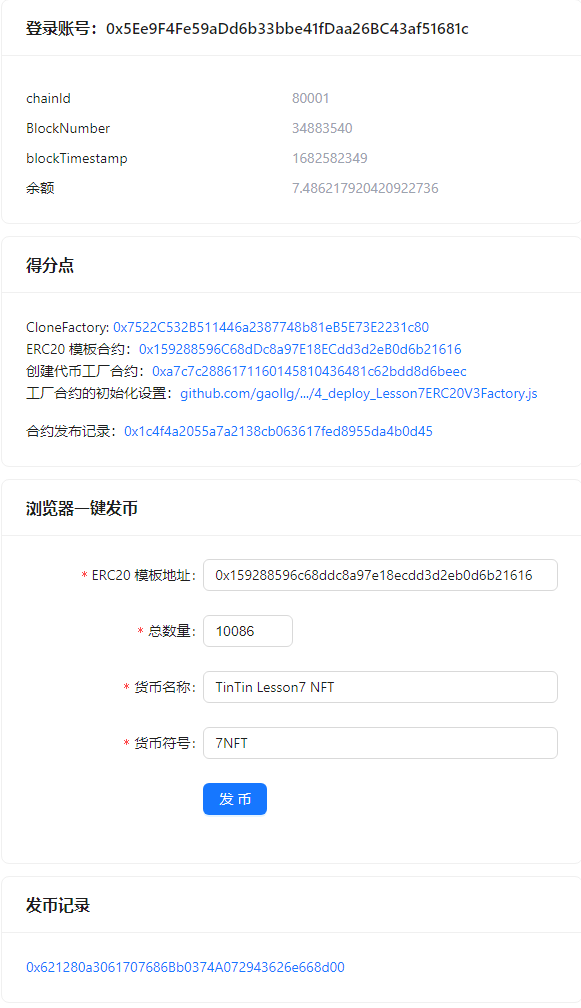 登录账号：0x5Ee9F4Fe59aDd6b33bbe41fDaa26BC43af51681c
chainId 80001
BlockNumber 34883540
blockTimestamp 1682582349
余额 7.486217920420922736
得分点
CloneFactory: 0x7522C532B511446a2387748b81eB5E73E2231c80
ERC20 模板合约：0x159288596C68dDc8a97E18ECdd3d2eB0d6b21616
创建代币工厂合约：0xa7c7c2886171160145810436481c62bdd8d6beec
工厂合约的初始化设置：github.com/gaollg/.../4_deploy_Lesson7ERC20V3Factory.js
合约发布记录：0x1c4f4a2055a7a2138cb063617fed8955da4b0d45
浏览器一键发币
* ERC20 模板地址： 0x159288596c68ddc8a97e18ecdd3d2eb0d6b21616
* 总数量： 10086
* 货币名称： TinTin Lesson7 NFT
* 货币符号： 7NFT
发 币
发币记录
0x621280a3061707686Bb0374A072943626e668d00